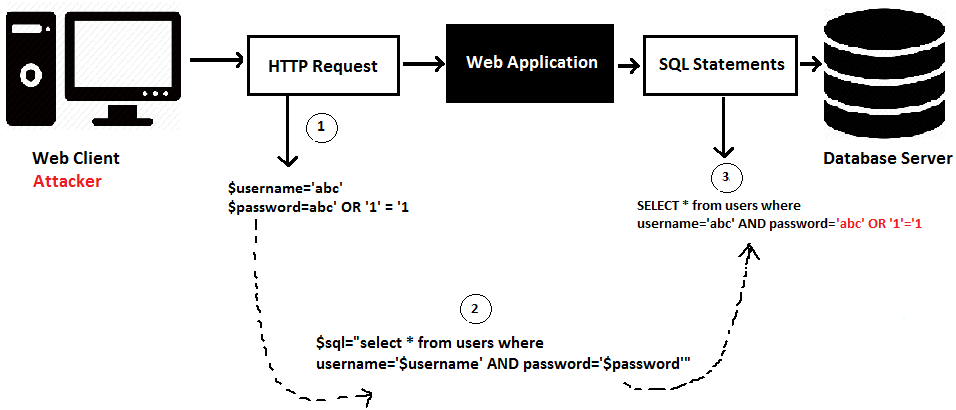 HTTP Request
Web Application
SQL Statements
Web Client
Attacker
Database Server
1
$username='abc'
$password=abc' OR '1' = '1
2
$sql="select * from users where
username='$username' AND password='$password'"
3
SELECT * from users where
username='abc' AND password='abc' OR '1'='1